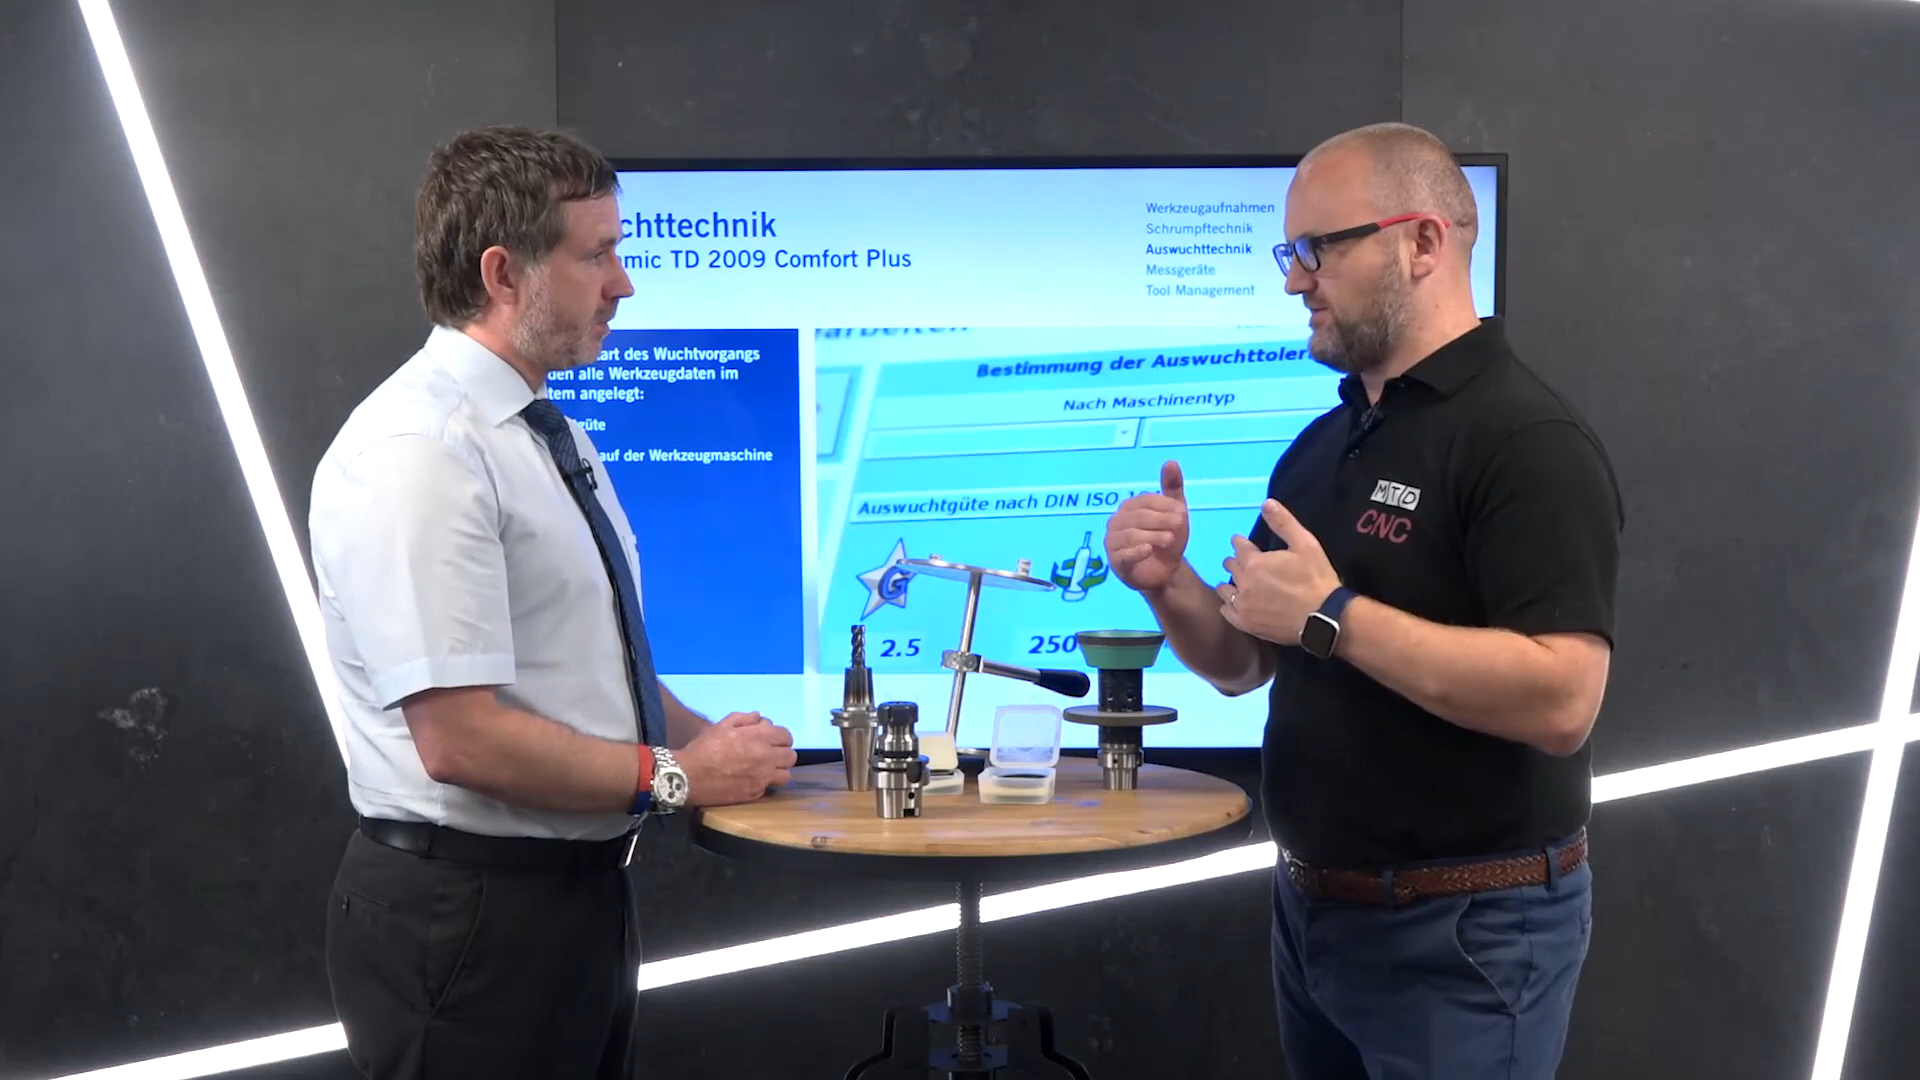 chttechnik
mic TD 2009 Comfort Plus
Werkzeugaufnahmen
Schrumpftechnik
Auswuchttechnik
Messgeräte
Tool Management
art des Wuchtvorgangs
den alle Werkzeugdaten im
tem angelegt:
güte
auf der Werkzeugmaschine
arbeiten
Bestimmung der Auswuchttoler
Nach Maschinentyp
Auswuchtgüte nach DIN ISO
G
2.5
250
MTD
CNC